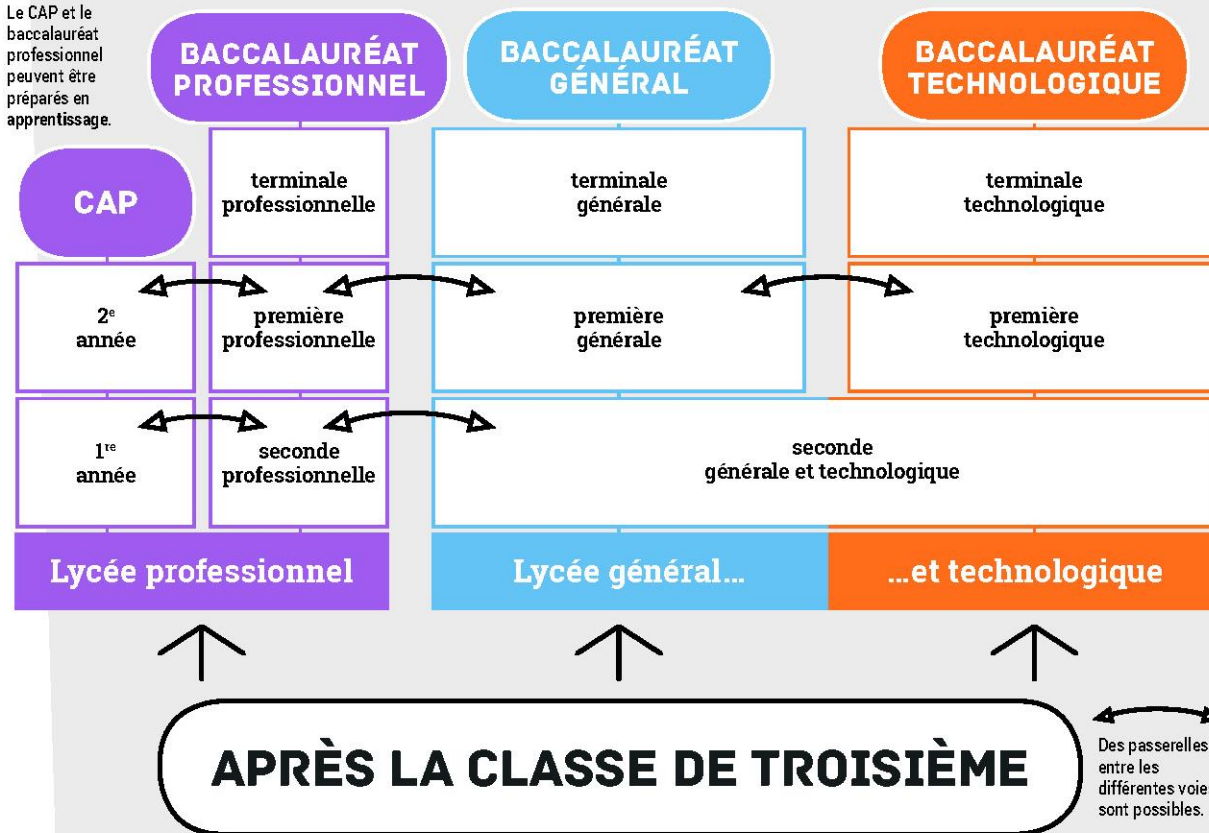 Le CAP et le
baccalauréat
professionnel
peuvent être
préparés en
apprentissage.
BACCALAURÉAT
PROFESSIONNEL
BACCALAURÉAT
GÉNÉRAL
BACCALAURÉAT
TECHNOLOGIQUE
CAP
terminale
professionnelle
terminale
générale
terminale
technologique
2e
année
première
professionnelle
première
générale
première
technologique
1re
année
seconde
professionnelle
seconde
générale et technologique
Lycée professionnel
Lycée général...
...et technologique
APRÈS LA CLASSE DE TROISIÈME
Des passerelles
entre les
différentes voies
sont possibles.